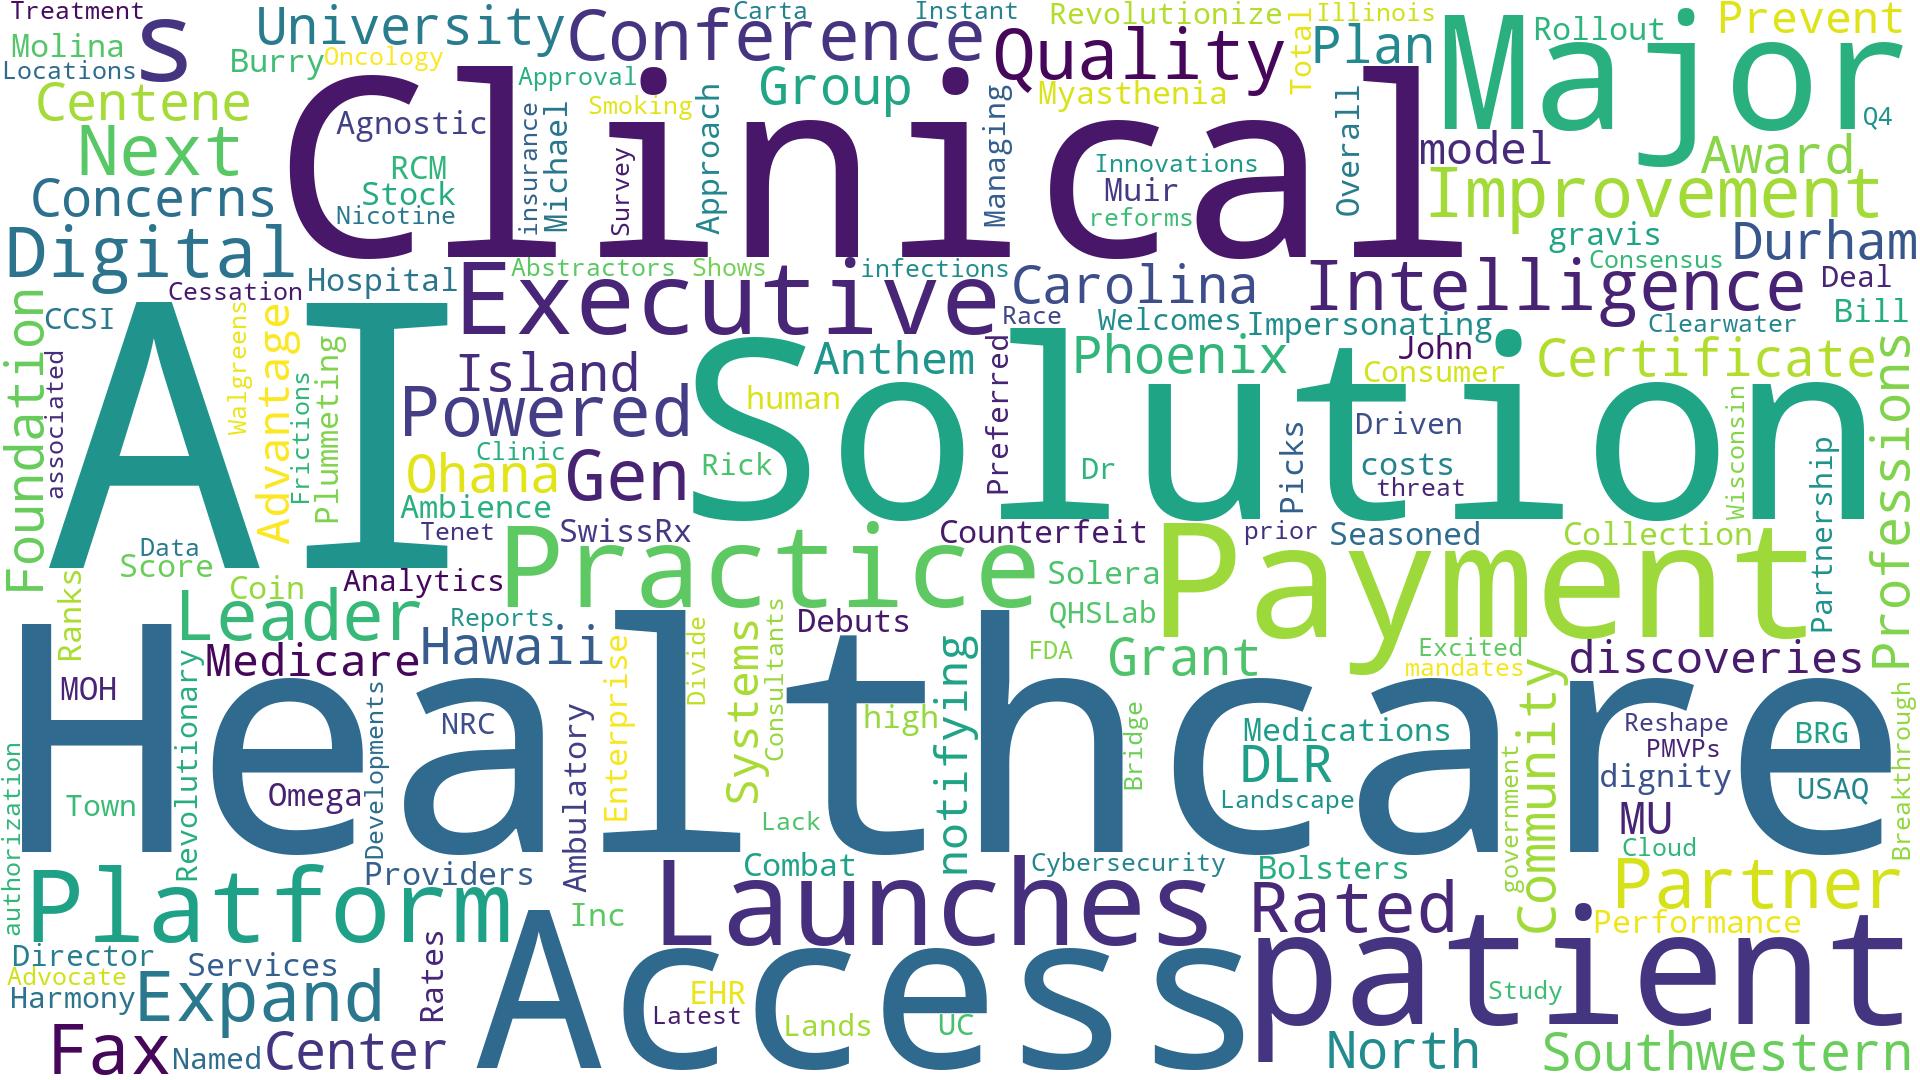 Treatment
s
University
Conference
Carta
Instant
Revolutionize
Total
Illinois
Major
Rollout
Prevent
Molina
Locations
Burry
Oncology
Quality
Plan
Centene
Clinical
Approval
Smoking
Group
Myasthenia
Q4
Next
Agnostic
insurance
Michael
Survey
Approach
Managing
Overall
model
Award
Concerns
RCM
Stock
Nicotine
Innovations
Muir
reforms
Improvement
Digital
gravis
Consensus
Durham
Cessation
Hospital
Abstractors
Shows
Executive
infections
Carolina
Intelligence
Deal
Foundation
CCSI
associated
AI
Walgreens
Advantage
Frictions
Plummeting
Race
Welcomes
Impersonating
Clearwater
Bill
Island
Powered
Solution
Anthem
human
Preferred
Phoenix
John
Consumer
Certificate
Professions
Ohana
Clinic
Gen
Rick
Dr
Picks
Driven
costs
threat
Wisconsin
Partnership
Ambience
Tenet
SwissRx
Counterfeit
prior
Seasoned
Collection
Data
Score
Coin
Analytics
Practice
Solera
QHSLab
Payment
Ranks
Leader
Reports
Hawaii
Medicare
Divide
Systems
Consultants
Debuts
notifying
FDA
Grant
Excited
mandates
discoveries
Healthcare
MOH
Revolutionary
Developments
NRC
Ambulatory
Enterprise
high
Bridge
Medications
DLR
Landscape
government
Community
Reshape
PMVPs
dignity
BRG
USAQ
Breakthrough
authorization
Town
Omega
Lack
MU
Cloud
Platform
Providers
Combat
Launches
Cybersecurity
Bolsters
Rated
Partner
Performance
Inc
Director
Advocate
Harmony
Services
Expand
Rates
Access
EHR
Latest
Lands
UC
patient
Study
Fax
Named
Center
North
Southwestern